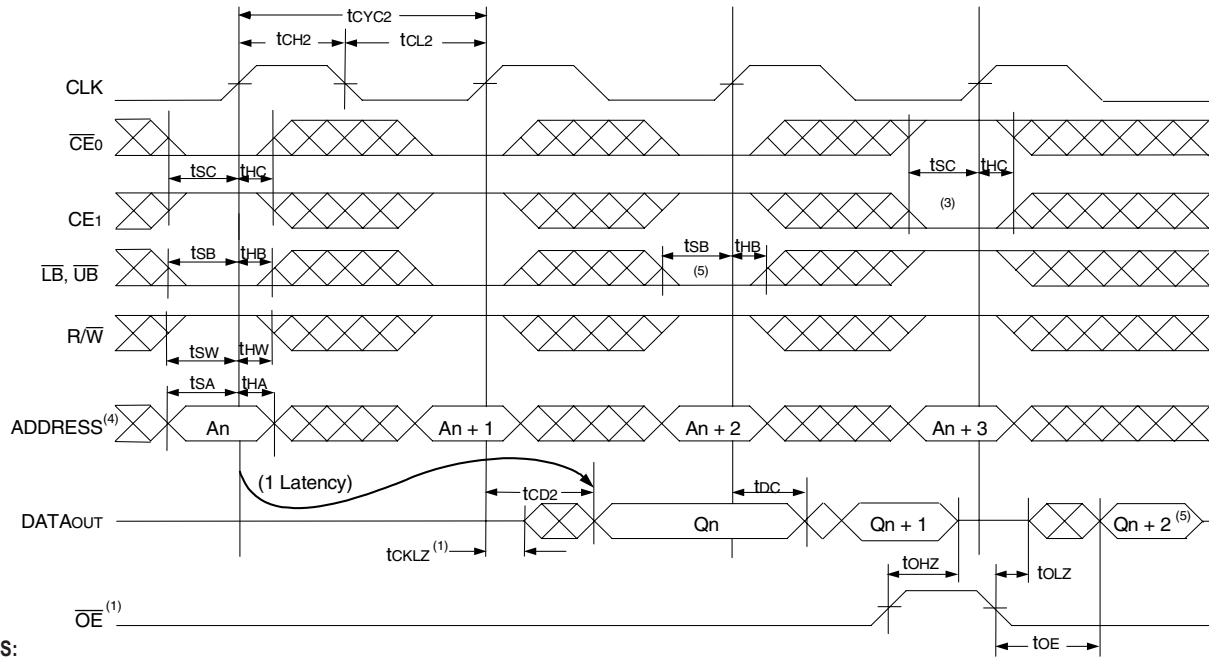 tCYC2
tCH2 tCL2
CLK
CE0
tSC tHC tSC tHC
(3)
CE1
tSB tHB tSB tHB
(5)
LB, UB
R/W
tSW tHW
tSA tHA
ADDRESS(4) An An + 1 An + 2 An + 3
(1 Latency) tCD2 tDC
DATAOUT Qn Qn + 1 Qn + 2(5)
tCKLZ(1)
tOHZ tOLZ
OE(1)
tOE
S: